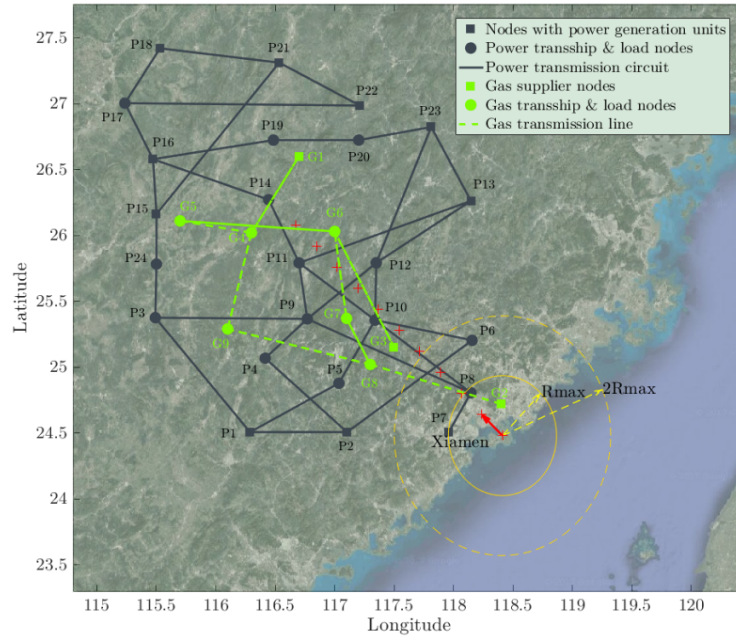 27.5
27
26.5
26
25.5
25
24.5
24
23.5
Latitude
115
115.5
116
116.5
117
117.5
118
118.5
119
119.5
120
Longitude
Nodes with power generation units
Power transship & load nodes
Power transmission circuit
Gas supplier nodes
Gas transship & load nodes
Gas transmission line
P18
P21
P22
P17
P23
P19
P20
P16
G1
P14
P13
P15
G5
G6
P24
P11
P12
P3
P9
P10
G7
P6
G9
G3
P4
P5
G8
P8
Rmax
2Rmax
P1
P2
P7
Xiamen